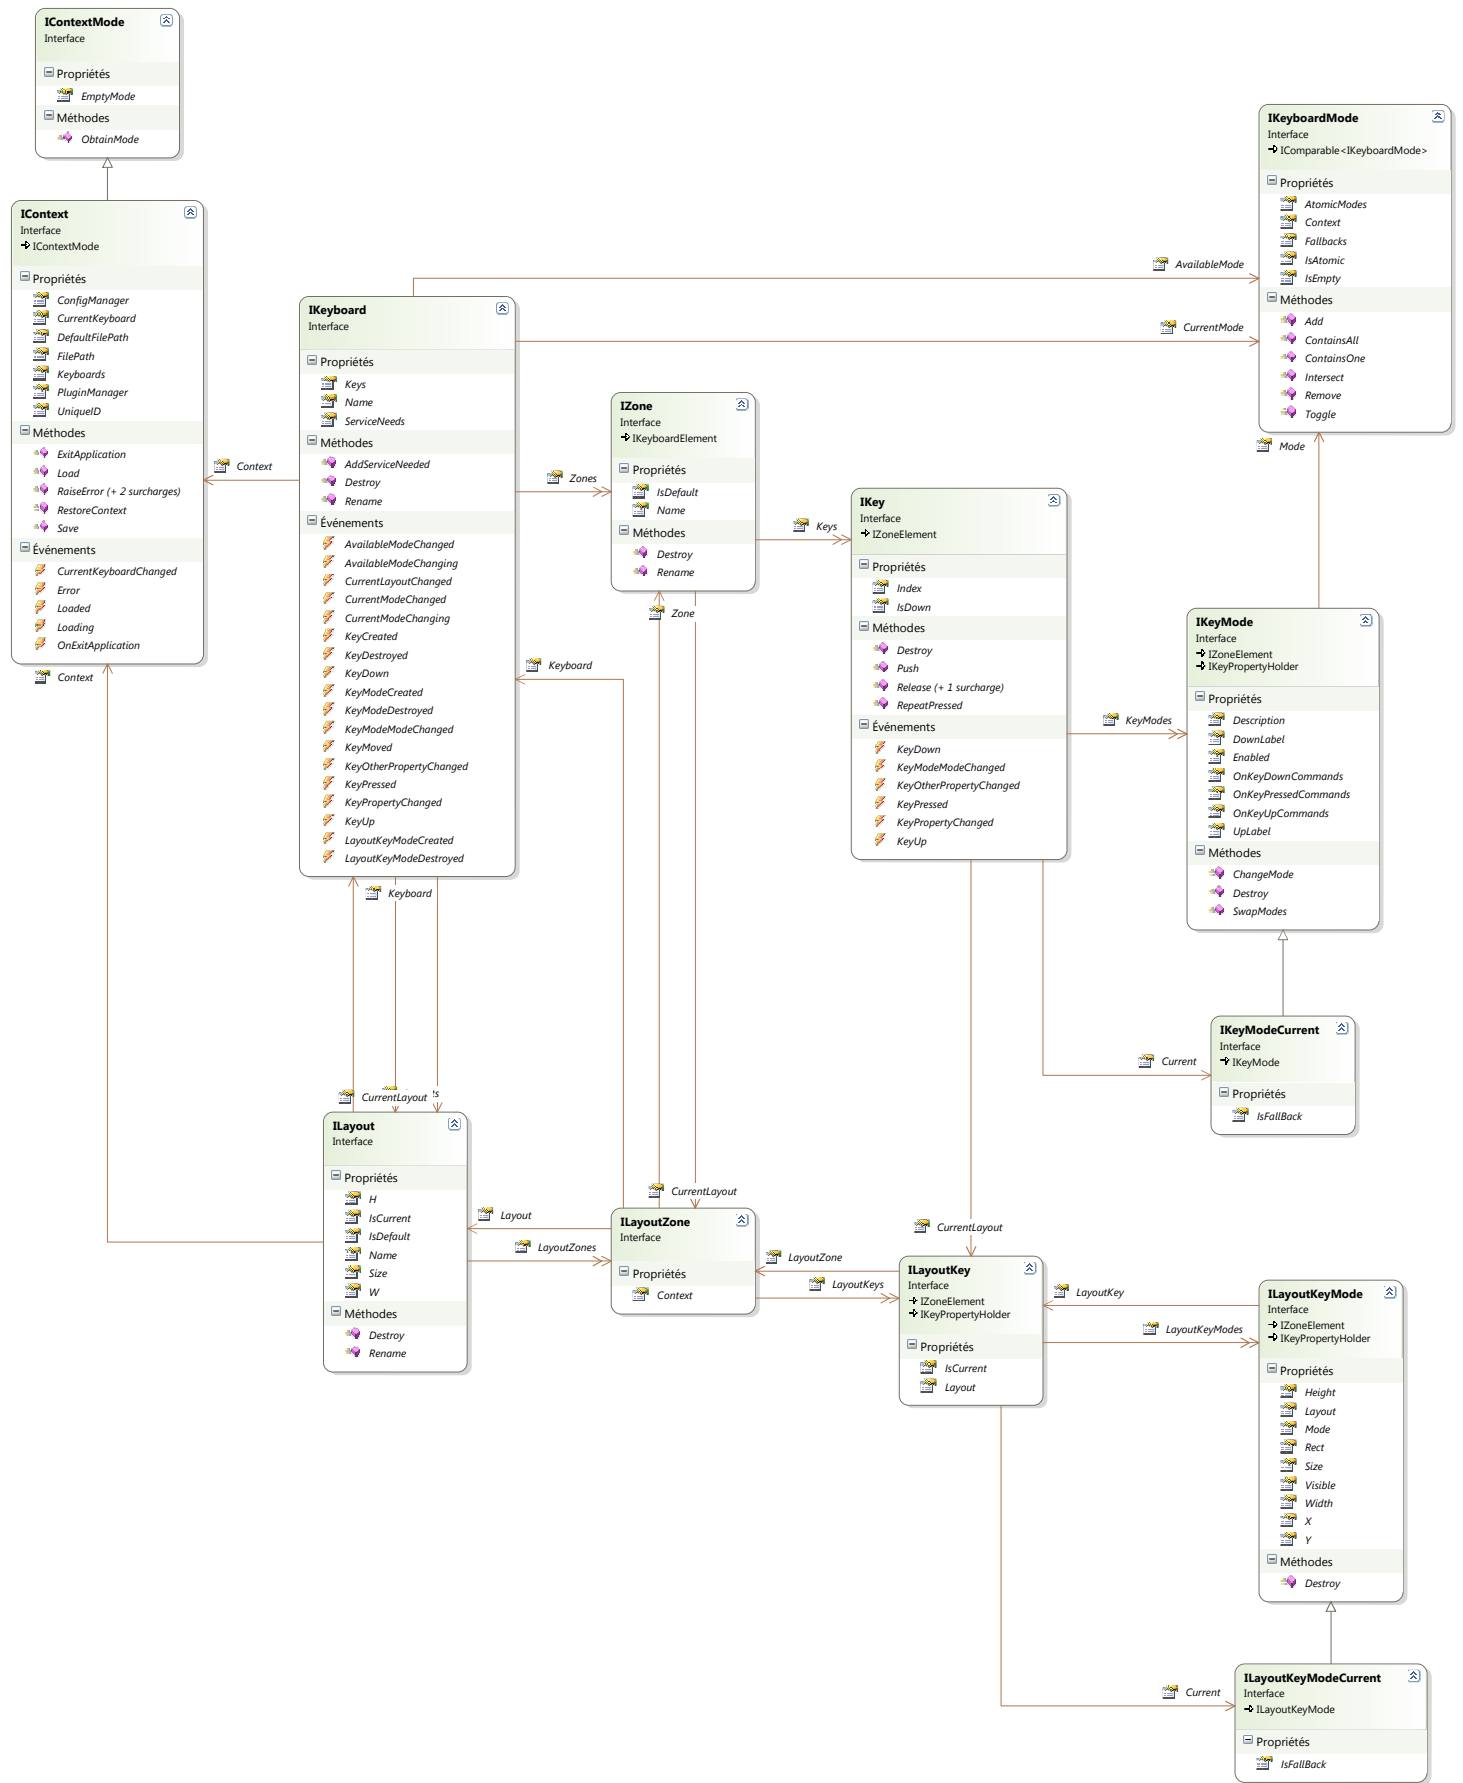 IContextMode
Interface
Propriétés
EmptyMode
Méthodes
ObtainMode
IContext
Interface
IContextMode
Propriétés
ConfigManager
CurrentKeyboard
DefaultFilePath
FilePath
Keyboards
PluginManager
UniqueID
Méthodes
ExitApplication
Load
RaiseError (+ 2 surcharges)
RestoreContext
Save
Événements
CurrentKeyboardChanged
Error
Loaded
Loading
OnExitApplication
Context
Context
IKeyboard
Interface
Propriétés
Keys
Name
ServiceNeeds
Méthodes
AddServiceNeeded
Destroy
Rename
Événements
AvailableModeChanged
AvailableModeChanging
CurrentLayoutChanged
CurrentModeChanged
CurrentModeChanging
KeyCreated
KeyDestroyed
KeyDown
KeyModeCreated
KeyModeDestroyed
KeyModeModeChanged
KeyMoved
KeyOtherPropertyChanged
KeyPressed
KeyPropertyChanged
KeyUp
LayoutKeyModeCreated
LayoutKeyModeDestroyed
AvailableMode
CurrentMode
Zones
Keyboard
Keyboard
IZone
Interface
IKeyboardElement
Propriétés
IsDefault
Name
Méthodes
Destroy
Rename
Keys
Zone
IKey
Interface
IZoneElement
Propriétés
Index
IsDown
Méthodes
Destroy
Push
Release (+ 1 surcharge)
RepeatPressed
Événements
KeyDown
KeyModeModeChanged
KeyOtherPropertyChanged
KeyPressed
KeyPropertyChanged
KeyUp
KeyModes
Current
CurrentLayout
IKeyboardMode
Interface
IComparable<IKeyboardMode>
Propriétés
AtomicModes
Context
Fallbacks
IsAtomic
IsEmpty
Méthodes
Add
ContainsAll
ContainsOne
Intersect
Remove
Toggle
Mode
IKeyMode
Interface
IZoneElement
IKeyPropertyHolder
Propriétés
Description
DownLabel
Enabled
OnKeyDownCommands
OnKeyPressedCommands
OnKeyUpCommands
UpLabel
Méthodes
ChangeMode
Destroy
SwapModes
IKeyModeCurrent
Interface
IKeyMode
Propriétés
IsFallBack
CurrentLayout
ILayout
Interface
Propriétés
H
IsCurrent
IsDefault
Name
Size
W
Méthodes
Destroy
Rename
Layout
LayoutZones
CurrentLayout
ILayoutZone
Interface
Propriétés
Context
LayoutZone
LayoutKeys
ILayoutKey
Interface
IZoneElement
IKeyPropertyHolder
Propriétés
IsCurrent
Layout
LayoutKey
LayoutKeyModes
ILayoutKeyMode
Interface
IZoneElement
IKeyPropertyHolder
Propriétés
Height
Layout
Mode
Rect
Size
Visible
Width
X
Y
Méthodes
Destroy
Current
ILayoutKeyModeCurrent
Interface
ILayoutKeyMode
Propriétés
IsFallBack